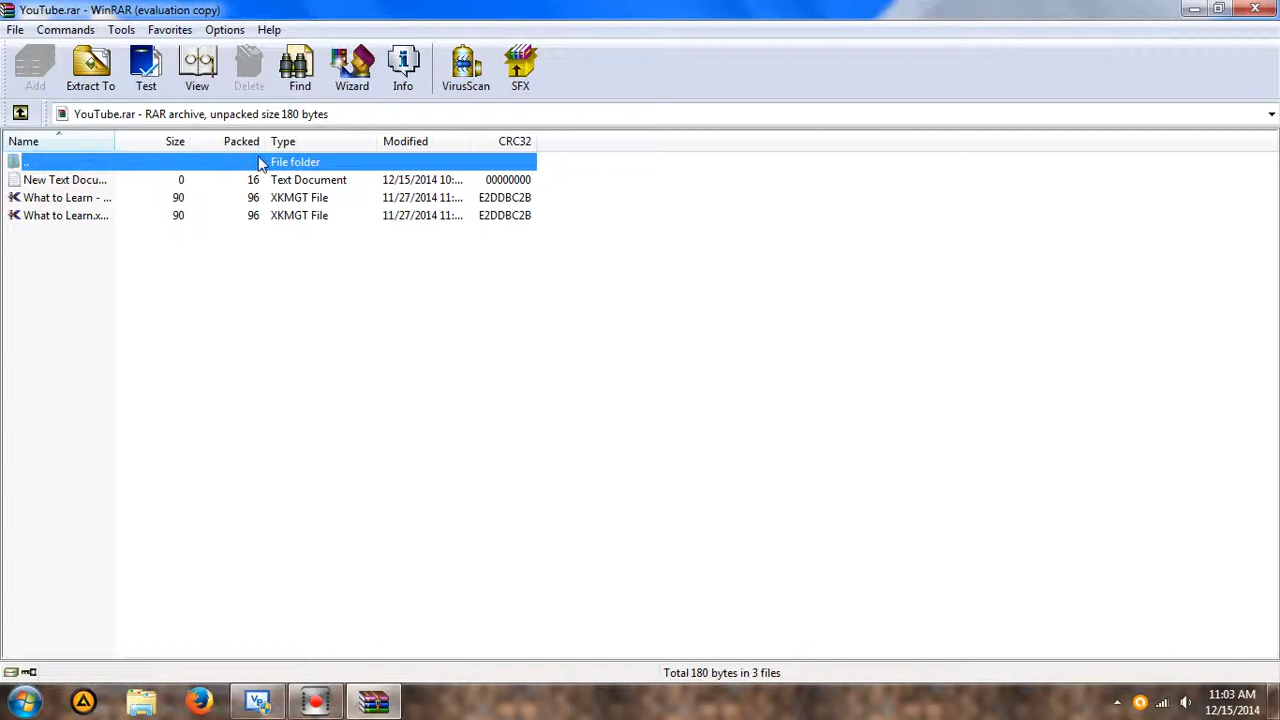 YouTube.rar - WinRAR (evaluation copy)
File Commands Tools Favorites Options Help
Add Extract To Test View Delete Find Wizard Info VirusScan SFX
YouTube.rar - RAR archive, unpacked size 180 bytes
Name Size Packed Type Modified CRC32
.. File folder
New Text Docu... 0 16 Text Document 12/15/2014 10:... 00000000
What to Learn - ... 90 96 XKMGT File 11/27/2014 11:... E2DDBC2B
What to Learn.x... 90 96 XKMGT File 11/27/2014 11:... E2DDBC2B
Total 180 bytes in 3 files
11:03 AM
12/15/2014